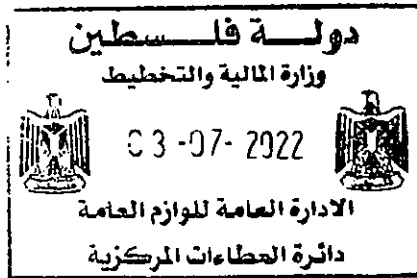 دولة فلسطين
وزارة المالية والتخطيط
03-07-2022
الادارة العامة للوازم العامة
دائرة العطاءات المركزية